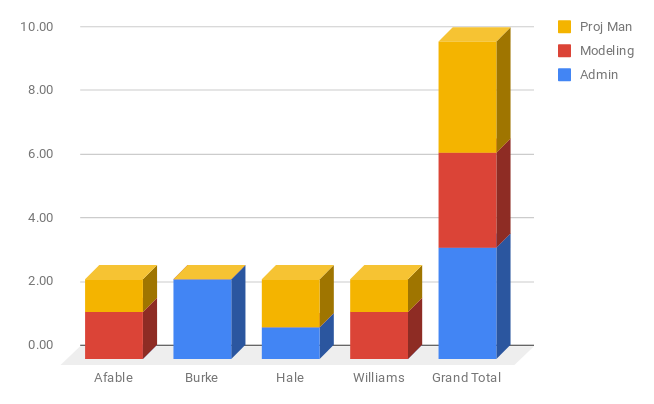 10.00
8.00
6.00
4.00
2.00
0.00
Afable Burke Hale Williams Grand Total
Proj Man
Modeling
Admin